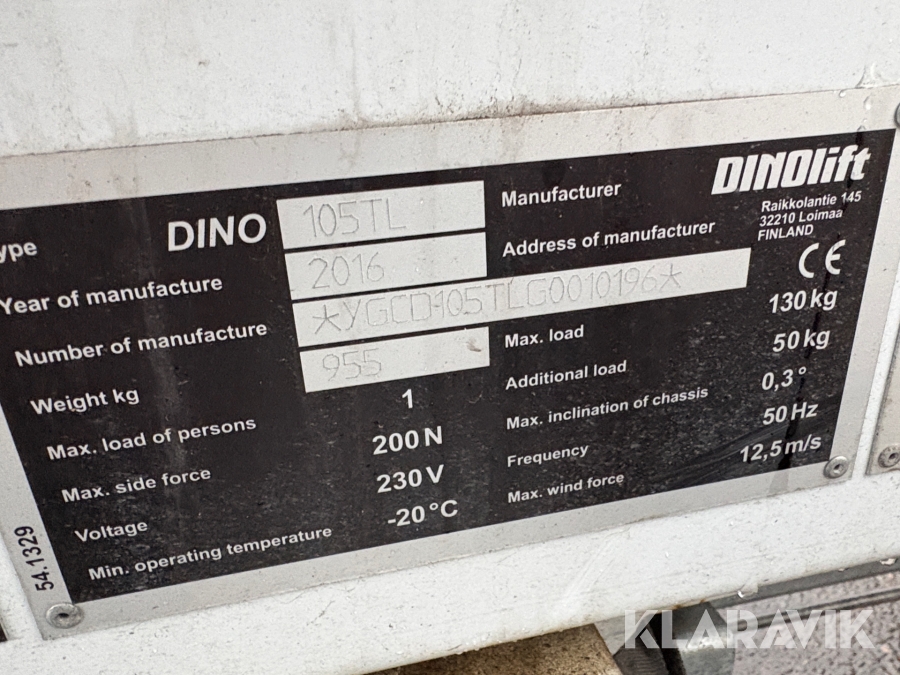 ype DINO 105TL
Year of manufacture 2016
Number of manufacture *YGCD105TLG0010196*
Weight kg 955
Max. load of persons 1
Max. side force 200 N
Voltage 230 V
Min. operating temperature -20 °C
54.1329
Manufacturer DINOlift
Address of manufacturer Raikkolantie 145
32210 Loimaa
FINLAND
CE
Max. load 130 kg
Additional load 50 kg
Max. inclination of chassis 0,3 °
Frequency 50 Hz
Max. wind force 12,5 m/s
KLARAVIK